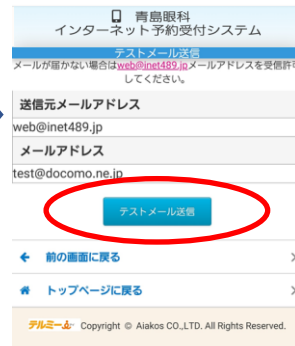 青島眼科
インターネット予約受付システム
テストメール送信
メールが届かない場合はweb@inet489.jpメールアドレスを受信許可
してください。
送信元メールアドレス
web@inet489.jp
メールアドレス
test@docomo.ne.jp
テストメール送信
前の画面に戻る
トップページに戻る
テルミーム Copyright © Aiakos CO.,LTD. All Rights Reserved.